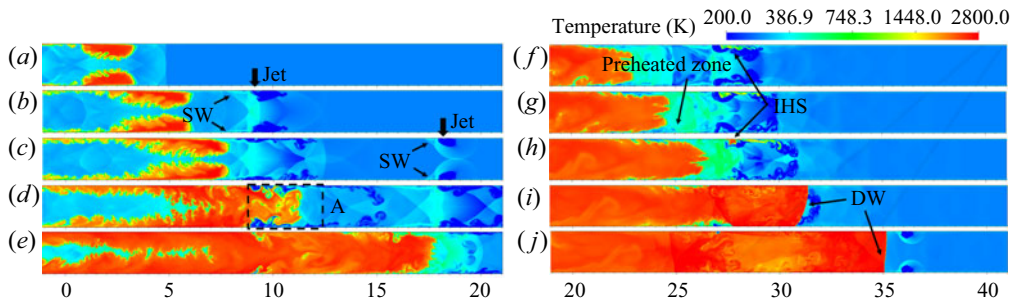 Temperature (K)
200.0 386.9 748.3 1448.0 2800.0
(a)
Jet
(b)
SW
Jet
(c)
SW
(d)
A
(e)
0 5 10 15 20
(f)
Preheated zone
(g)
IHS
(h)
(i)
DW
(j)
20 25 30 35 40